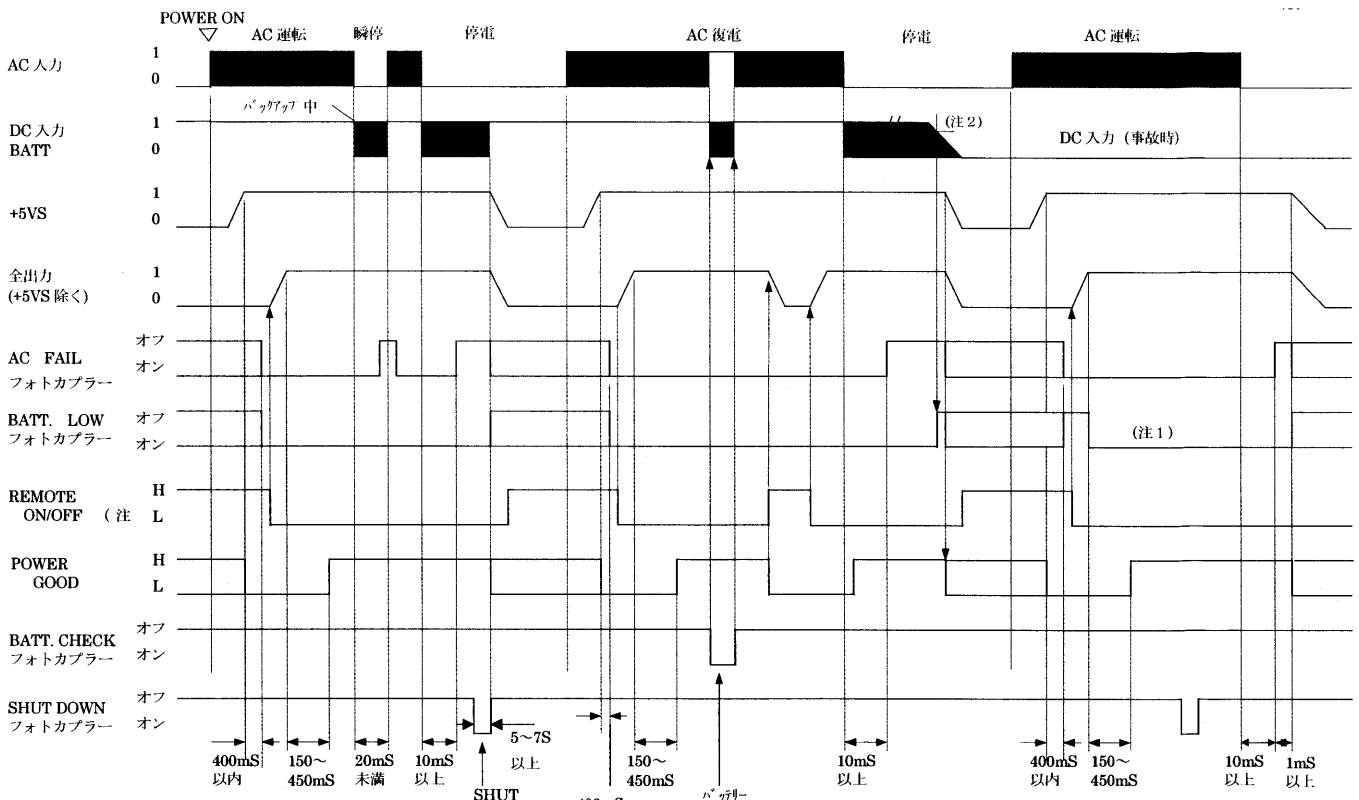 POWER ON
AC 運転 瞬停 停電 AC 復電 停電 AC 運転
AC 入力 1
0
バックアップ 中
DC 入力 1
BATT 0
(注2)
DC 入力 (事故時)
+5VS 1
0
全出力 1
(+5VS 除く) 0
AC FAIL オフ
フォトカプラー オン
BATT. LOW オフ
フォトカプラー オン
(注1)
REMOTE H
ON/OFF (注 L
POWER H
GOOD L
BATT. CHECK オフ
フォトカプラー オン
SHUT DOWN オフ
フォトカプラー オン
5～7S
以上
400mS
以内
150～
450mS
20mS
未満
10mS
以上
150～
450mS
10mS
以上
400mS
以内
150～
450mS
10mS
以上
1mS
以上
SHUT
バッテリー